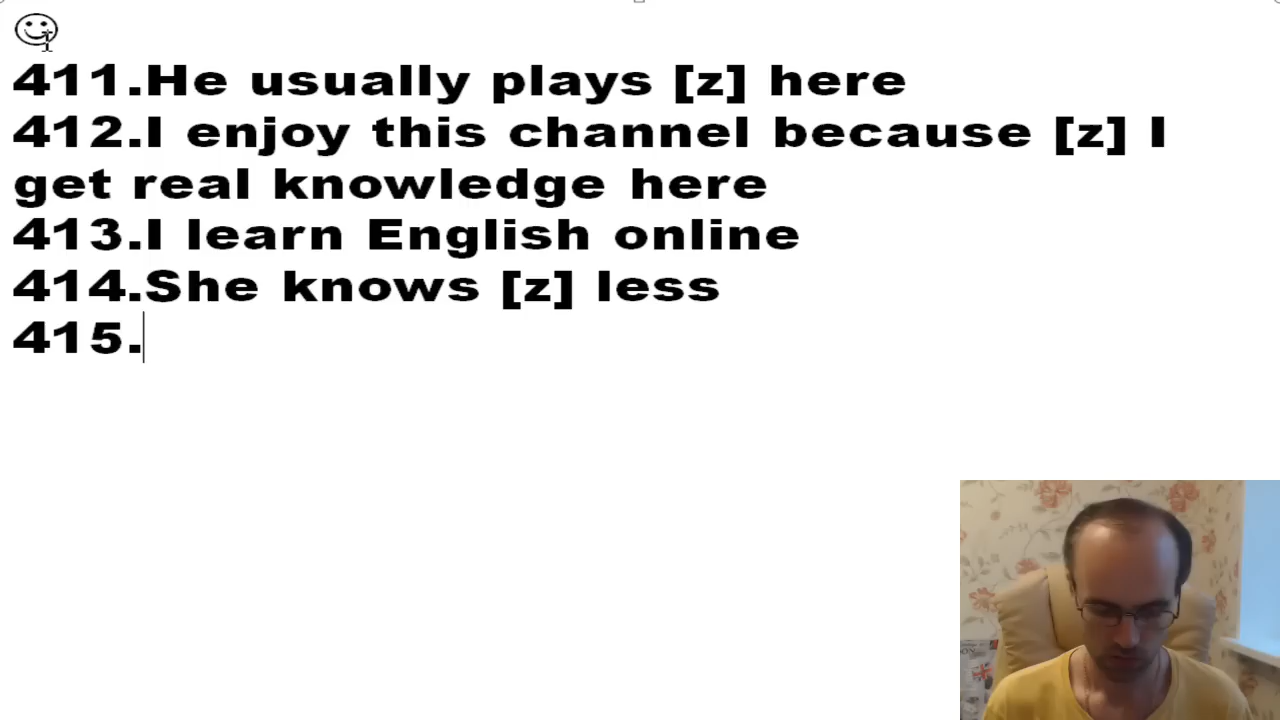 411.He usually plays [z] here
412.I enjoy this channel because [z] I
get real knowledge here
413.I learn English online
414.She knows [z] less
415.